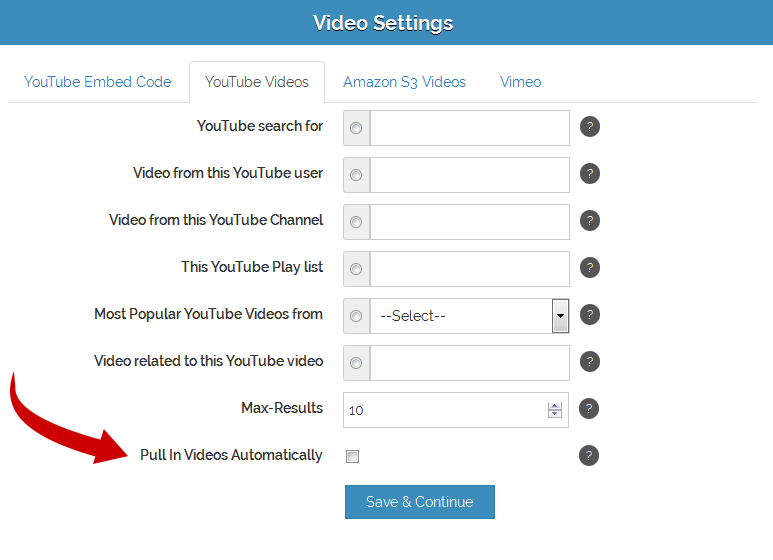 Video Settings
YouTube Embed Code YouTube Videos Amazon S3 Videos Vimeo
YouTube search for ?
Video from this YouTube user ?
Video from this YouTube Channel ?
This YouTube Play list ?
Most Popular YouTube Videos from --Select-- ?
Video related to this YouTube video ?
Max-Results 10 ?
Pull In Videos Automatically ?
Save & Continue